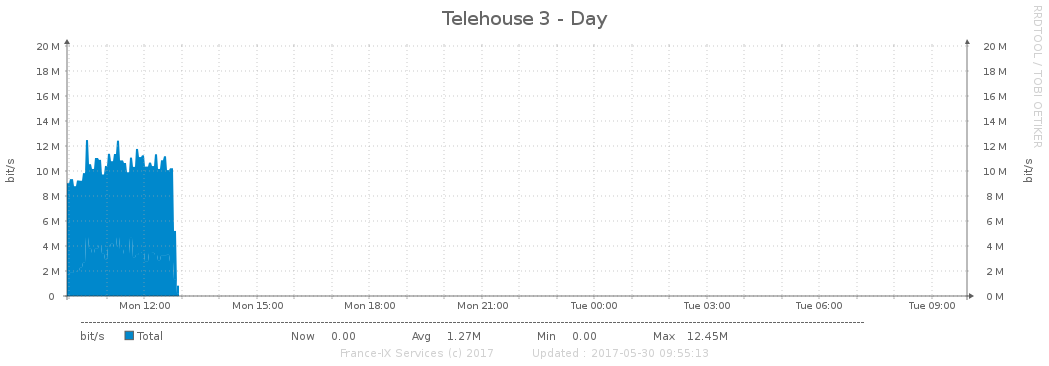 Telehouse 3 - Day
RRDTOOL / TOBI OETIKER
bit/s
20 M
18 M
16 M
14 M
12 M
10 M
8 M
6 M
4 M
2 M
0
20 M
18 M
16 M
14 M
12 M
10 M
8 M
6 M
4 M
2 M
0 M
bit/s
Mon 12:00 Mon 15:00 Mon 18:00 Mon 21:00 Tue 00:00 Tue 03:00 Tue 06:00 Tue 09:00
bit/s Total Now 0.00 Avg 1.27M Min 0.00 Max 12.45M
France-IX Services (c) 2017 Updated : 2017-05-30 09:55:13